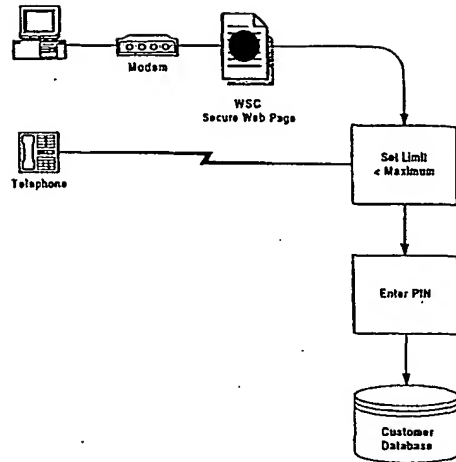 Modem
WSC
Secure Web Page
Telephone
Set Limit
< Maximum
Enter PIN
Customer
Database